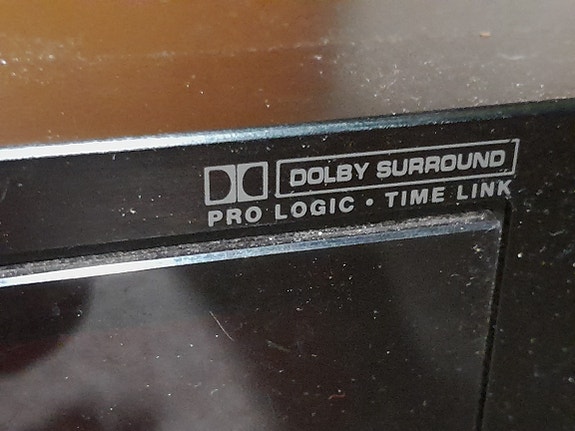 DOLBY SURROUND
PRO LOGIC • TIME LINK